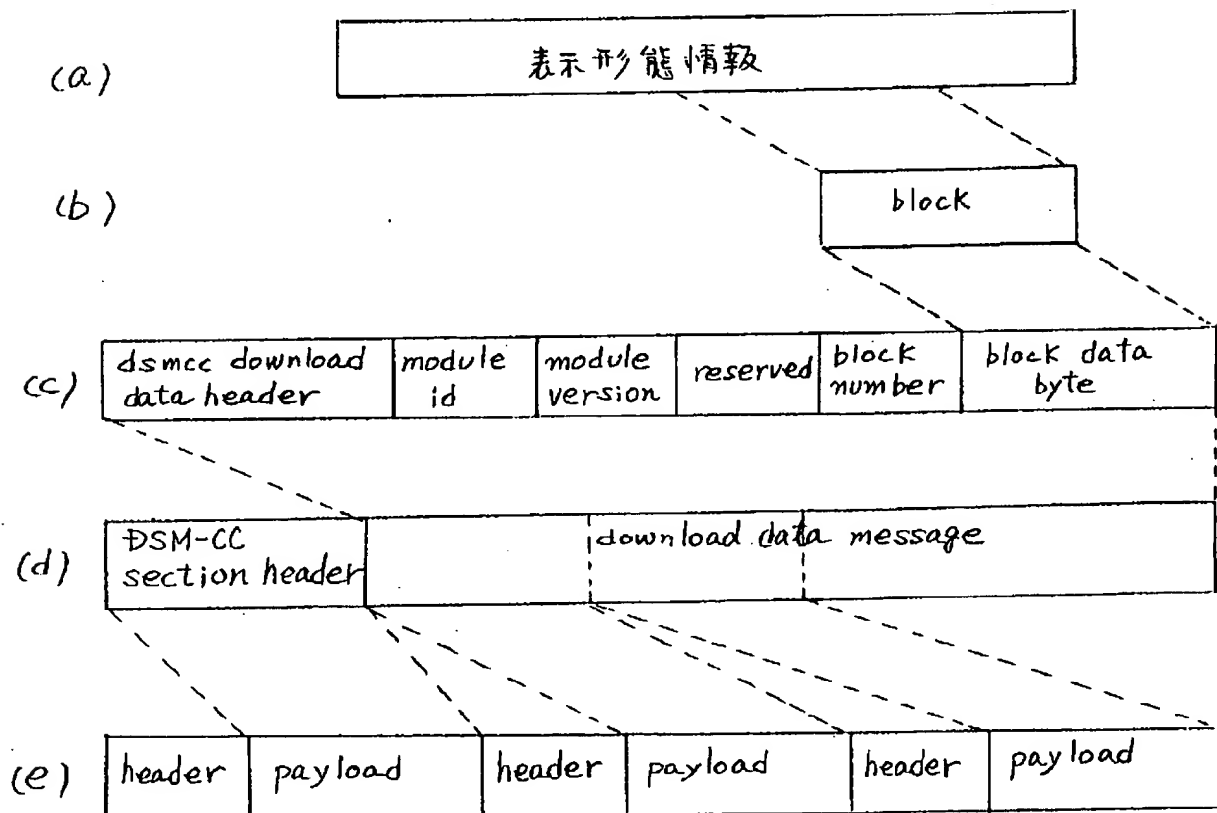 (a)
表示形態情報
(b)
block
(c)
dsmcc download
data header
module
id
module
version
reserved
block
number
block data
byte
(d)
DSM-CC
section header
download data message
(e)
header
payload
header
payload
header
payload